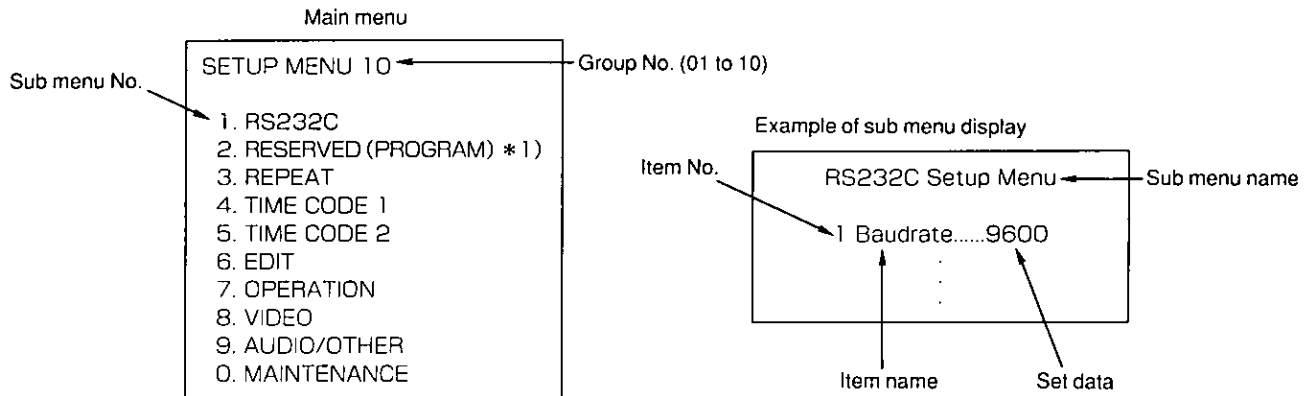 Main menu
SETUP MENU 10
Group No. (01 to 10)
Sub menu No.
1. RS232C
2. RESERVED (PROGRAM) *1)
3. REPEAT
4. TIME CODE 1
5. TIME CODE 2
6. EDIT
7. OPERATION
8. VIDEO
9. AUDIO/OTHER
0. MAINTENANCE
Example of sub menu display
Item No.
RS232C Setup Menu
Sub menu name
1 Baudrate......9600
Item name
Set data